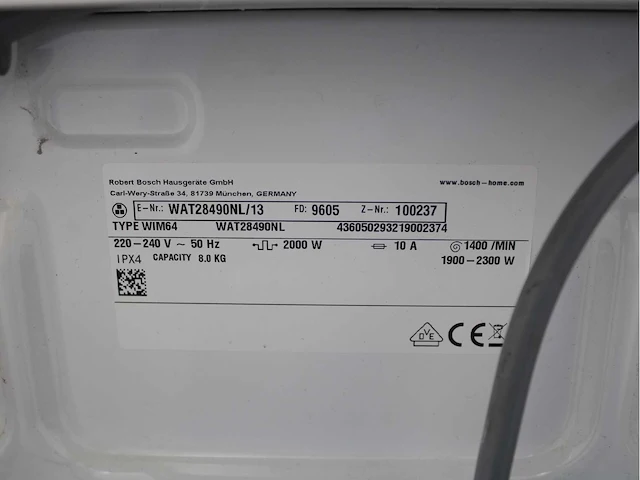 Robert Bosch Hausgeräte GmbH www.bosch-home.com
Carl-Wery-Straße 34, 81739 München, GERMANY
E-Nr.: WAT28490NL/13 FD: 9605 Z-Nr.: 100237
TYPE WIM64 WAT28490NL 436050293219002374
220-240 V ~ 50 Hz 2000 W 10 A 1400 /MIN
IPX4 CAPACITY 8.0 KG 1900-2300 W
DVE CE